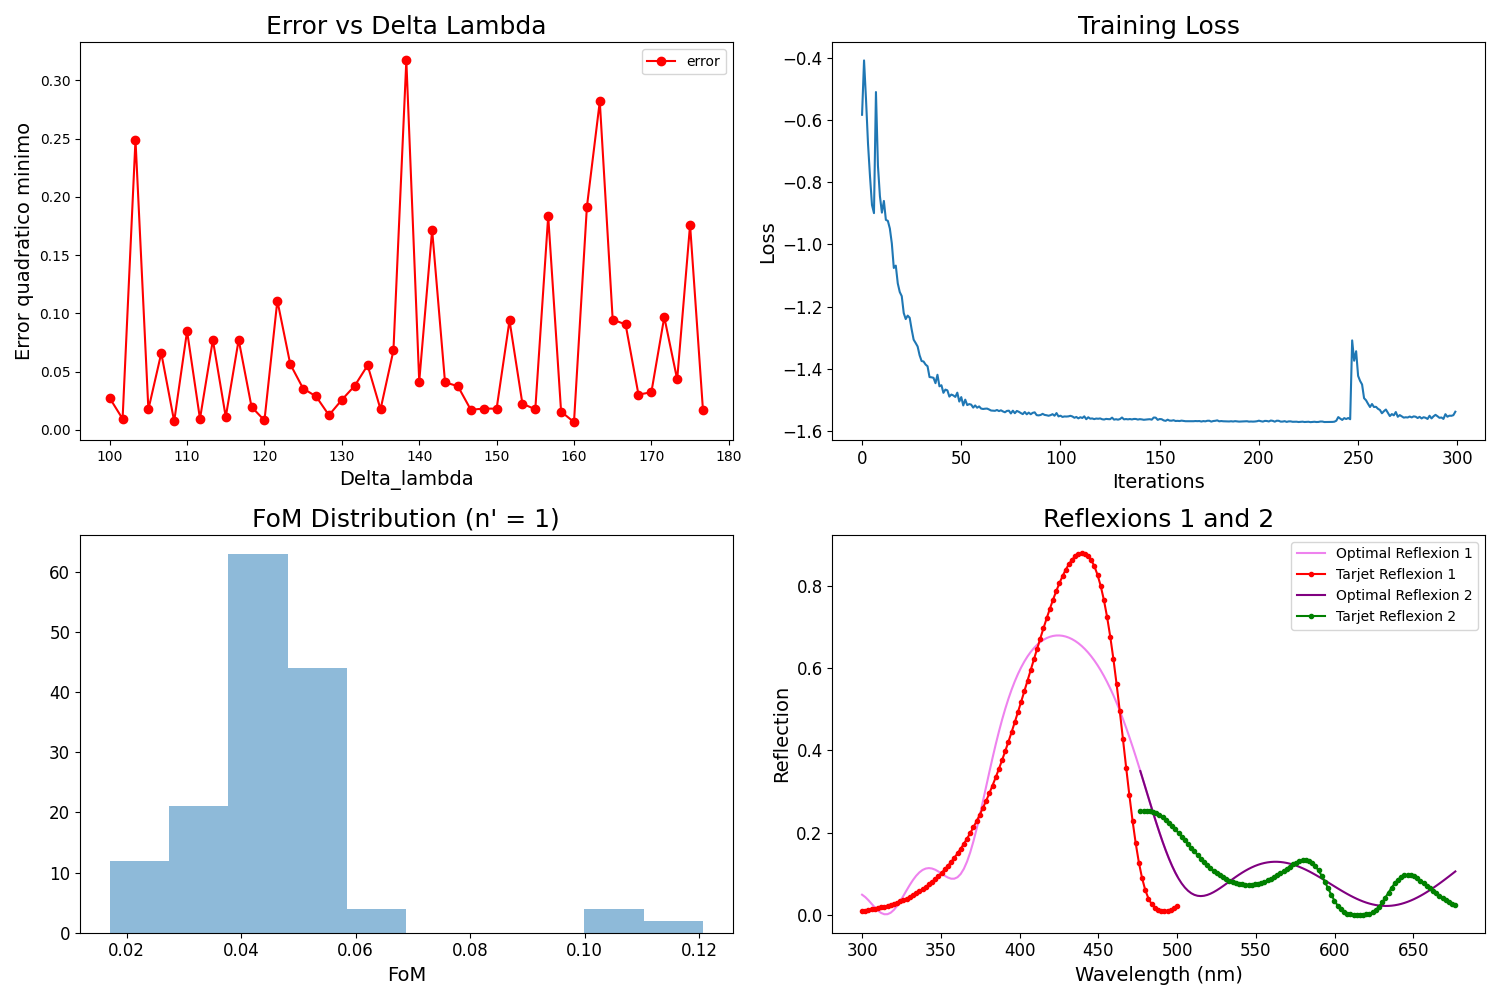 Error vs Delta Lambda
error
Error quadratico minimo
0.30
0.25
0.20
0.15
0.10
0.05
0.00
100 110 120 130 140 150 160 170 180
Delta_lambda
Training Loss
Loss
−0.4
−0.6
−0.8
−1.0
−1.2
−1.4
−1.6
0 50 100 150 200 250 300
Iterations
FoM Distribution (n' = 1)
60
50
40
30
20
10
0
0.02 0.04 0.06 0.08 0.10 0.12
FoM
Reflexions 1 and 2
Optimal Reflexion 1
Tarjet Reflexion 1
Optimal Reflexion 2
Tarjet Reflexion 2
Reflection
0.8
0.6
0.4
0.2
0.0
300 350 400 450 500 550 600 650
Wavelength (nm)